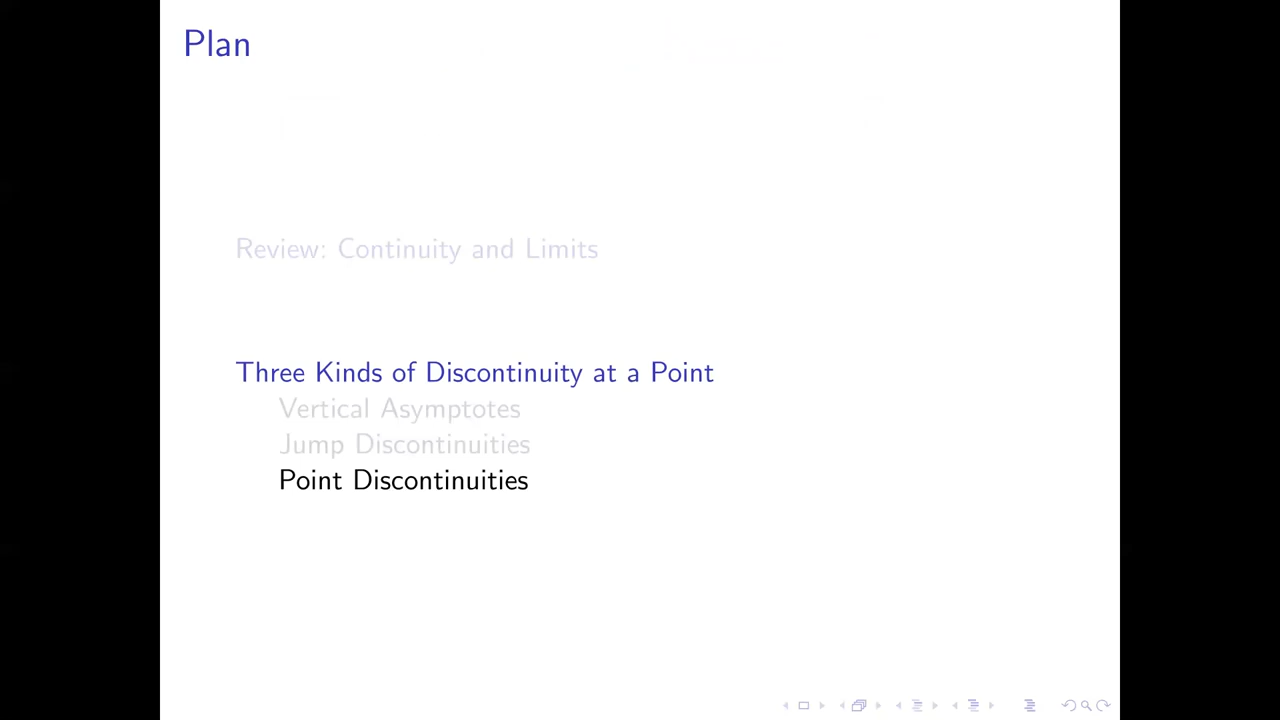 Plan
Review: Continuity and Limits
Three Kinds of Discontinuity at a Point
Vertical Asymptotes
Jump Discontinuities
Point Discontinuities